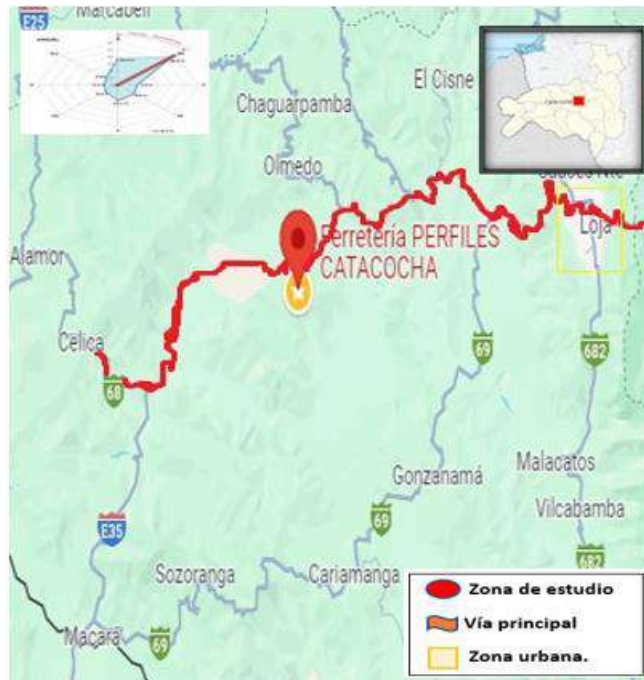 E25
Marcabelí
El Cisne
Chaguarpamba
Olmedo
Loja
Ferretería PERFILES
CATACOCHA
Alamor
Celica
68
69
682
Gonzanamá
Malacatos
Vilcabamba
E35
69
682
Sozoranga
Cariamanga
Macará
69
Zona de estudio
Vía principal
Zona urbana.